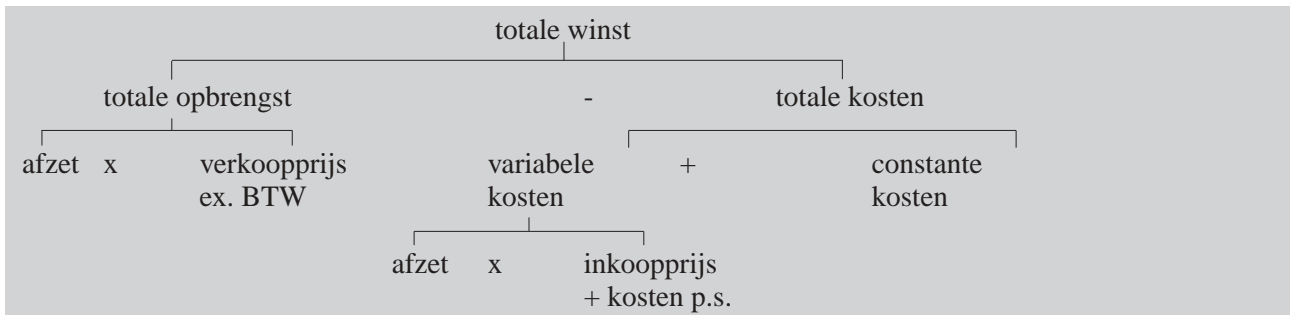 totale winst
totale opbrengst - totale kosten
afzet x verkoopprijs variabele + constante
ex. BTW kosten kosten
afzet x inkoopprijs
+ kosten p.s.